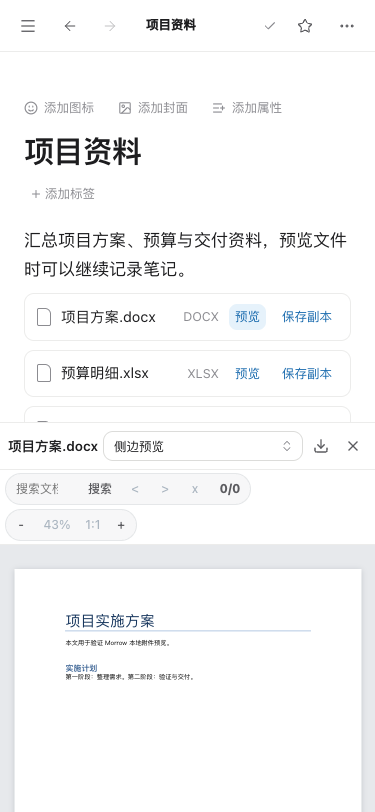 项目资料
添加图标 添加封面 添加属性
项目资料
+ 添加标签
汇总项目方案、预算与交付资料，预览文件
时可以继续记录笔记。
项目方案.docx DOCX 预览 保存副本
预算明细.xlsx XLSX 预览 保存副本
项目方案.docx 侧边预览
搜索文 搜索 < > x 0/0
- 43% 1:1 +
项目实施方案
本文用于验证 Morrow 本地附件预览。
实施计划
第一阶段：整理需求。第二阶段：验证与交付。